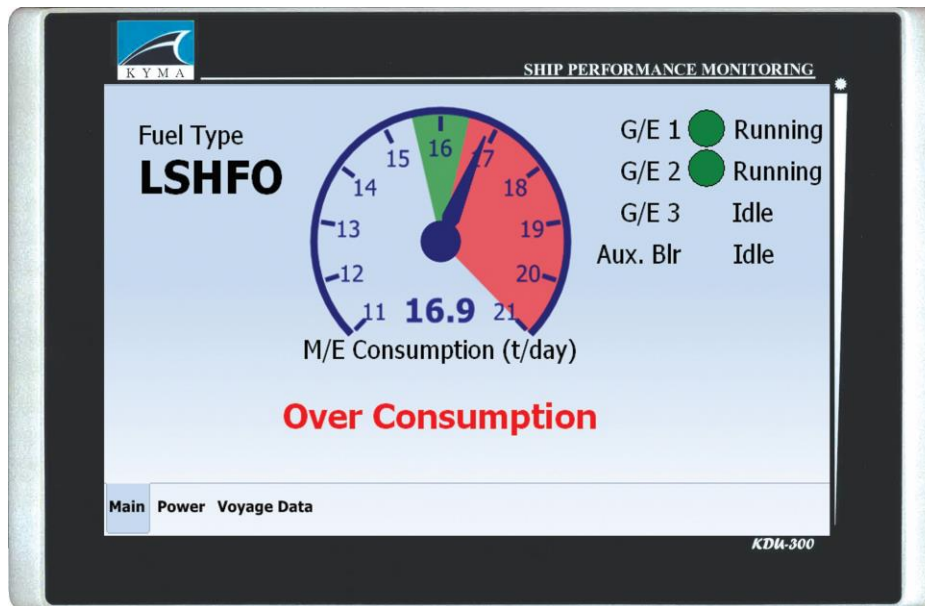 KYMA
SHIP PERFORMANCE MONITORING
Fuel Type
LSHFO
11
12
13
14
15
16
17
18
19
20
21
16.9
M/E Consumption (t/day)
G/E 1 Running
G/E 2 Running
G/E 3 Idle
Aux. Blr Idle
Over Consumption
Main Power Voyage Data
KDU-300